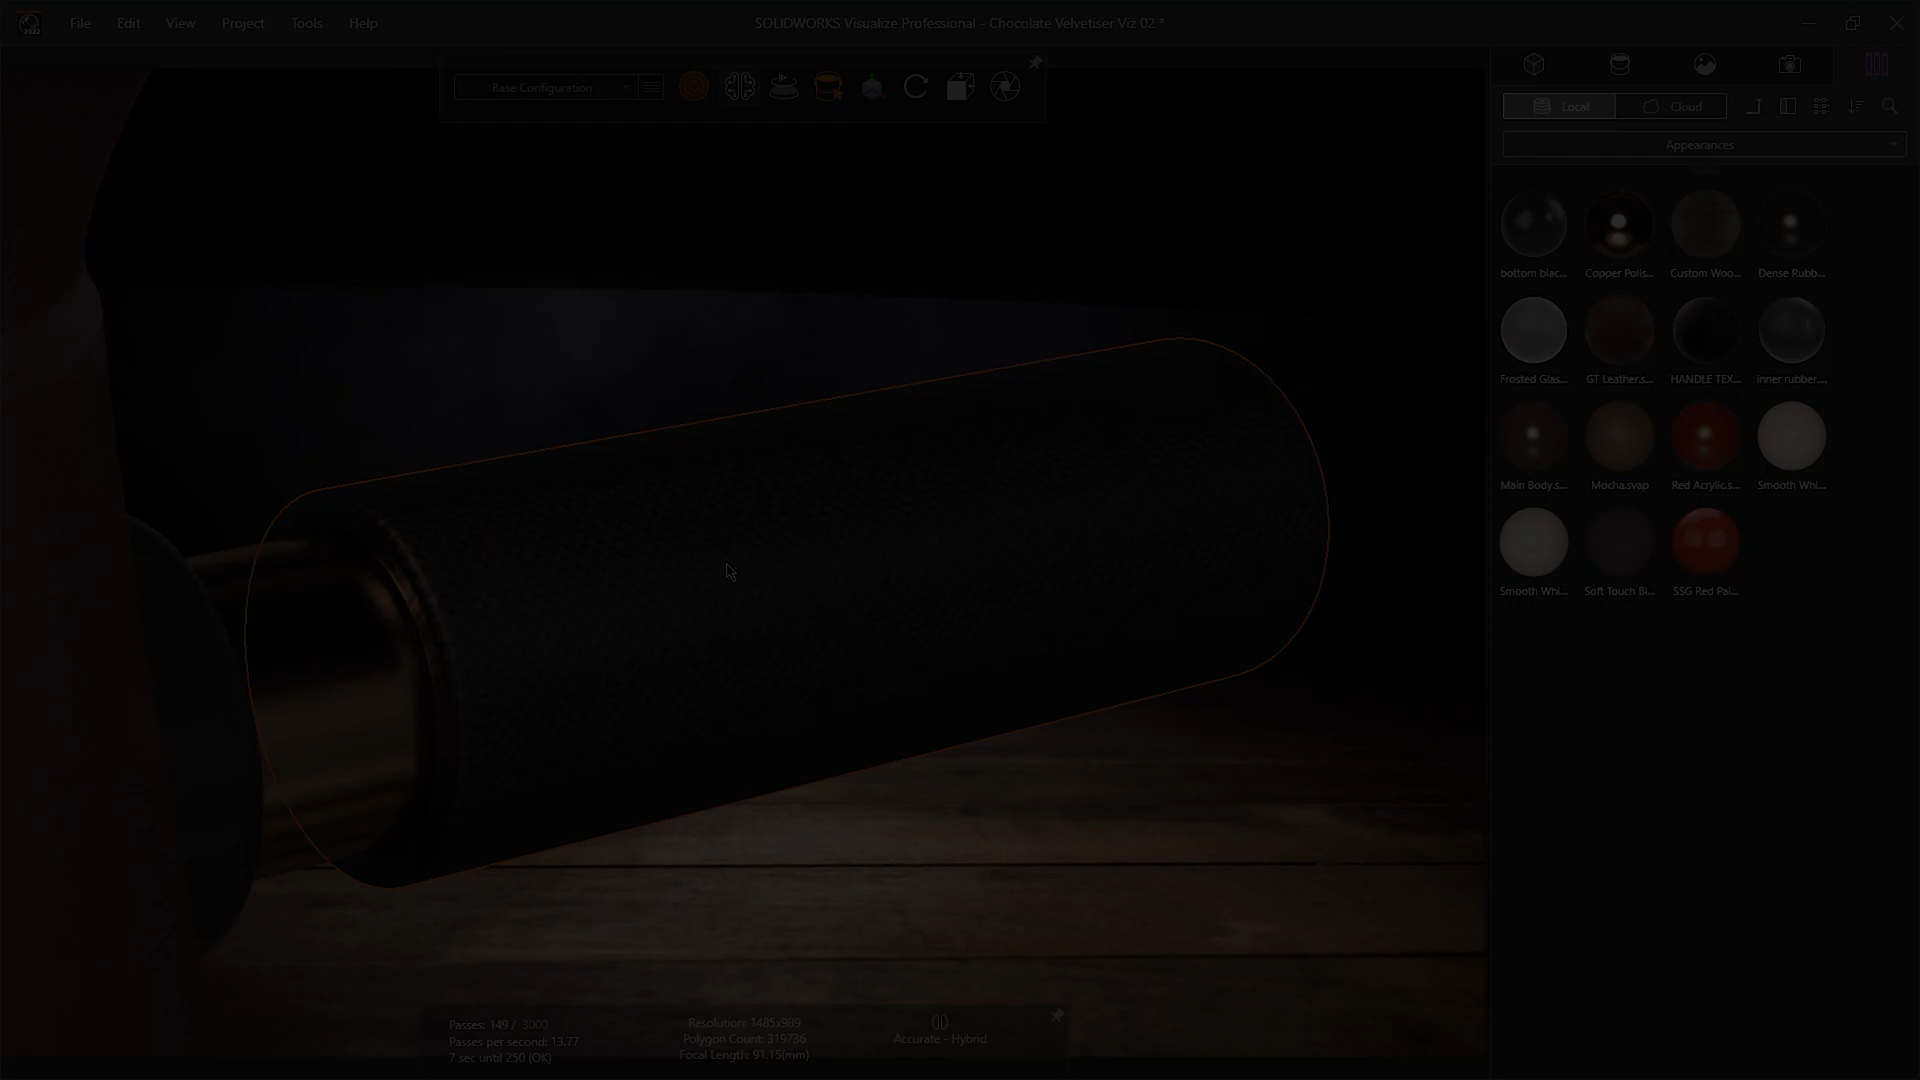 2022
File Edit View Project Tools Help
SOLIDWORKS Visualize Professional - Chocolate Velvetiser Viz 02 *
Base Configuration
Local Cloud
Appearances
bottom blac... Copper Polis... Custom Woo... Dense Rubb...
Frosted Glas... GT Leather.s... HANDLE TEX... inner rubber....
Main Body.s... Mocha.svap Red Acrylic.s... Smooth Whi...
Smooth Whi... Soft Touch Bl... SSG Red Pai...
Passes: 149 / 3000
Passes per second: 13.77
7 sec until 250 (OK)
Resolution: 1485x989
Polygon Count: 319736
Focal Length: 91.15(mm)
Accurate - Hybrid